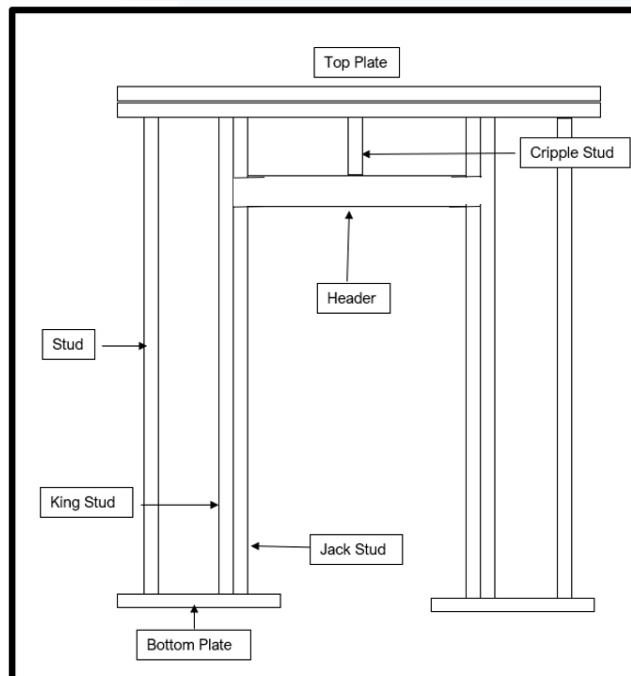 Top Plate
Cripple Stud
Header
Stud
King Stud
Jack Stud
Bottom Plate